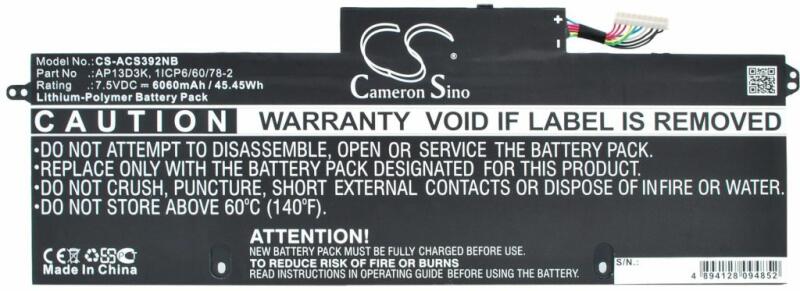 Model No.: CS-ACS392NB
Part No : AP13D3K, 1ICP6/60/78-2
Rating : 7.5VDC ⎓ 6060mAh / 45.45Wh
Lithium-Polymer Battery Pack
CS
Cameron Sino
CAUTION WARRANTY VOID IF LABEL IS REMOVED
•DO NOT ATTEMPT TO DISASSEMBLE, OPEN OR SERVICE THE BATTERY PACK.
•REPLACE ONLY WITH THE BATTERY PACK DESIGNATED FOR THIS PRODUCT.
•DO NOT CRUSH, PUNCTURE, SHORT EXTERNAL CONTACTS OR DISPOSE OF IN FIRE OR WATER.
•DO NOT STORE ABOVE 60°C (140°F).
CE
Made In China
ATTENTION!
NEW BATTERY PACK MUST BE FULLY CHARGED BEFORE USE.
TO REDUCE RISK OF FIRE OR BURNS
READ INSTRUCTIONS ON OPERATING GUIDE BEFORE USING BATTERY.
S/N.:
4 894128 094852